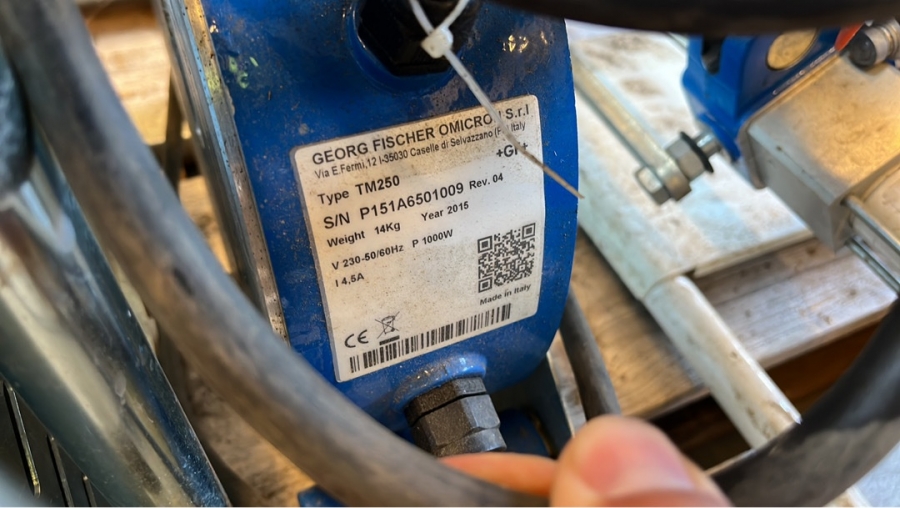 GEORG FISCHER OMICRON S.r.l
Via E.Fermi,12 I-35030 Caselle di Selvazzano Italy
+GF+
Type TM250
S/N P151A6501009 Rev. 04
Weight 14Kg Year 2015
V 230-50/60Hz P 1000W
I 4,5A
Made in Italy
CE